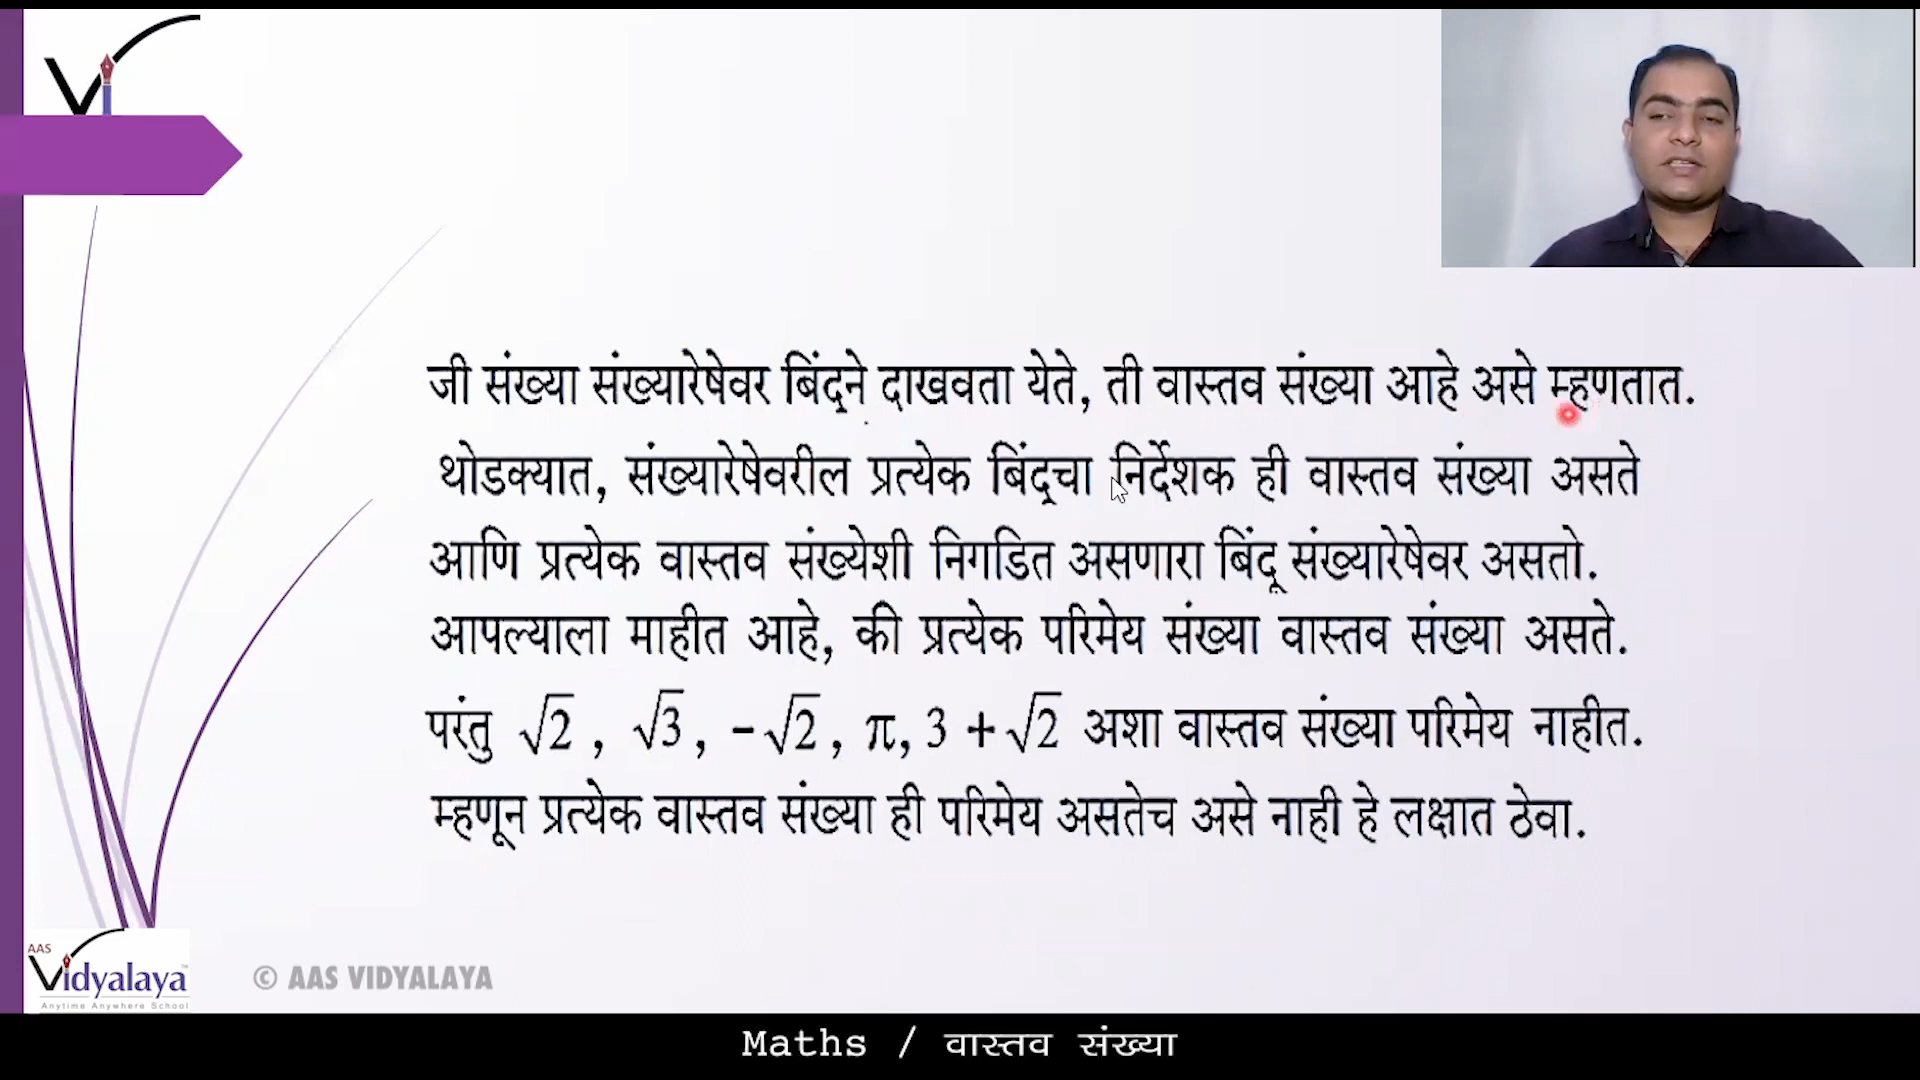 Vi
जी संख्या संख्यारेषेवर बिंदूने दाखवता येते, ती वास्तव संख्या आहे असे म्हणतात.
थोडक्यात, संख्यारेषेवरील प्रत्येक बिंदूचा निर्देशक ही वास्तव संख्या असते
आणि प्रत्येक वास्तव संख्येशी निगडित असणारा बिंदू संख्यारेषेवर असतो.
आपल्याला माहीत आहे, की प्रत्येक परिमेय संख्या वास्तव संख्या असते.
परंतु √2 , √3, −√2, π, 3 +√2 अशा वास्तव संख्या परिमेय नाहीत.
म्हणून प्रत्येक वास्तव संख्या ही परिमेय असतेच असे नाही हे लक्षात ठेवा.
AAS
Vidyalaya
Anytime Anywhere School
© AAS VIDYALAYA
Maths / वास्तव संख्या